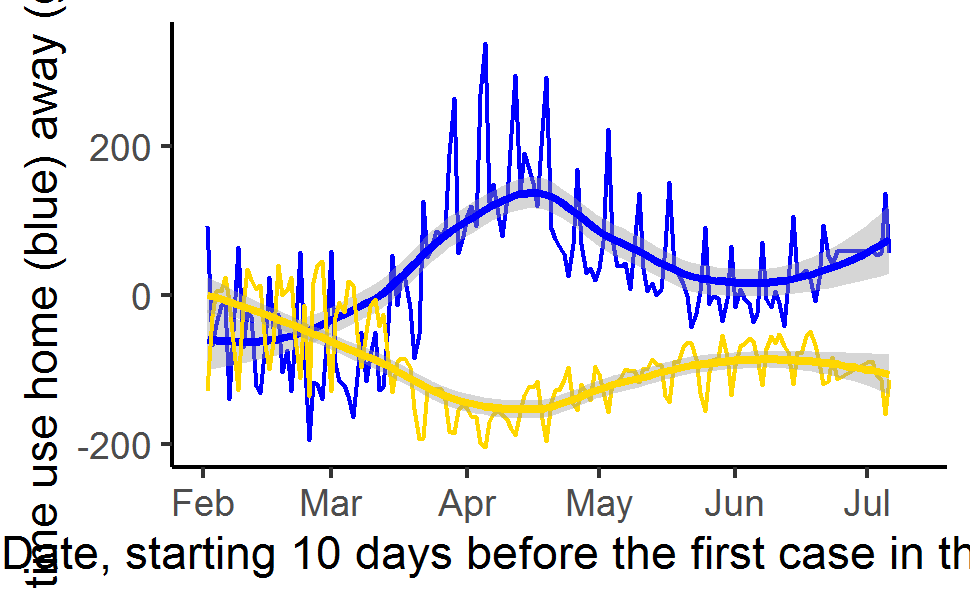 time use home (blue) away (
200
0
-200
Feb
Mar
Apr
May
Jun
Jul
Date, starting 10 days before the first case in th